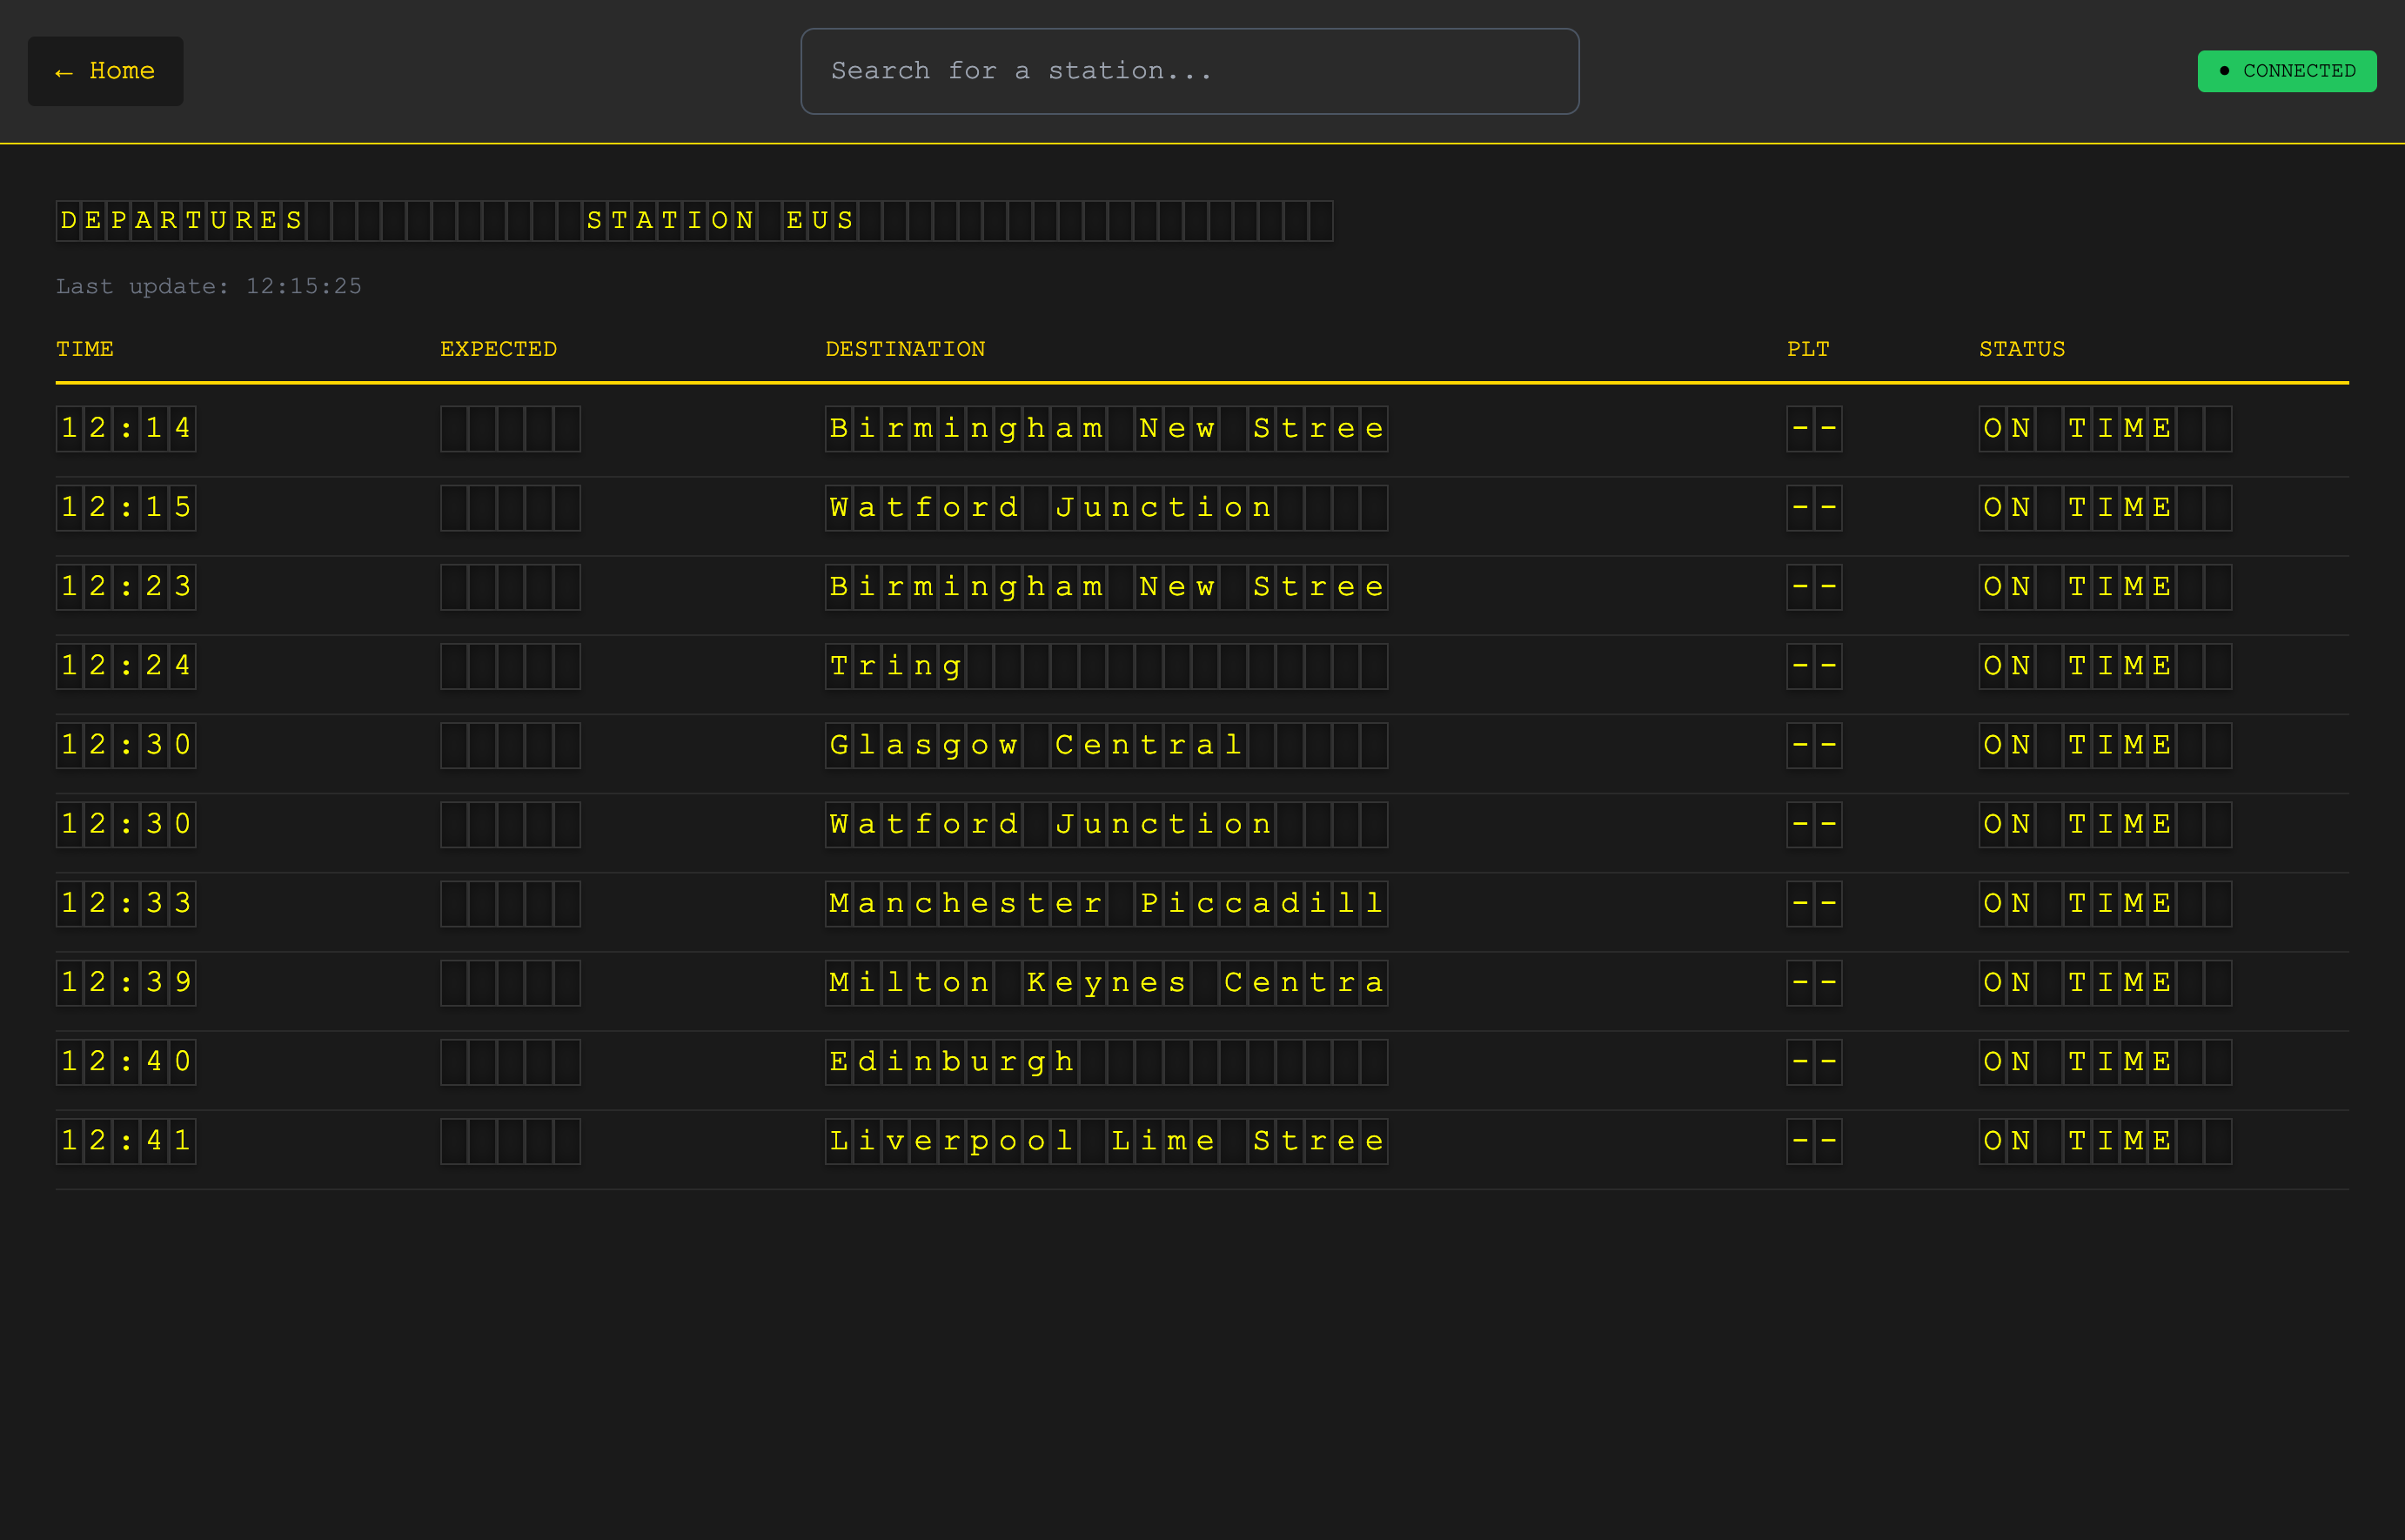 ← Home
Search for a station...
● CONNECTED
DEPARTURES STATION EUS
Last update: 12:15:25
TIME EXPECTED DESTINATION PLT STATUS
12:14 Birmingham New Stree -- ON TIME
12:15 Watford Junction -- ON TIME
12:23 Birmingham New Stree -- ON TIME
12:24 Tring -- ON TIME
12:30 Glasgow Central -- ON TIME
12:30 Watford Junction -- ON TIME
12:33 Manchester Piccadill -- ON TIME
12:39 Milton Keynes Centra -- ON TIME
12:40 Edinburgh -- ON TIME
12:41 Liverpool Lime Stree -- ON TIME